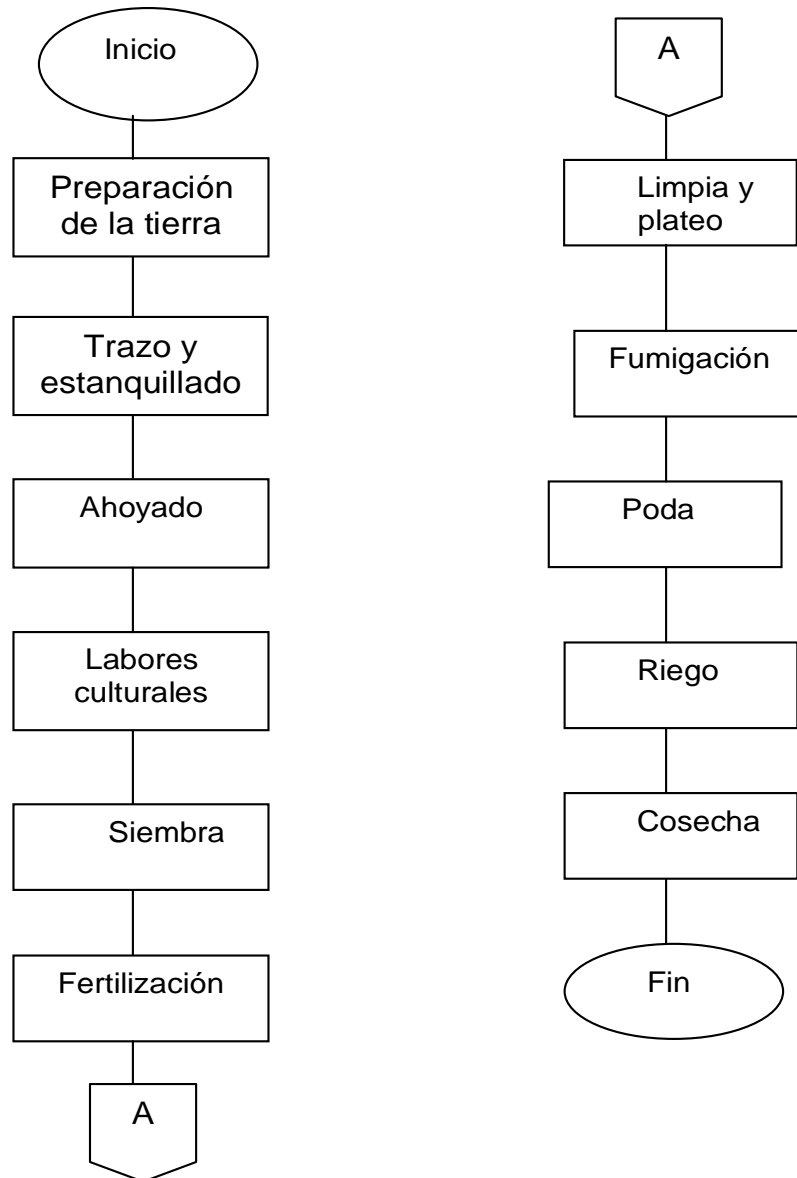 Inicio
Preparación
de la tierra
Trazo y
estanquillado
Ahoyado
Labores
culturales
Siembra
Fertilización
A
A
Limpia y
plateo
Fumigación
Poda
Riego
Cosecha
Fin